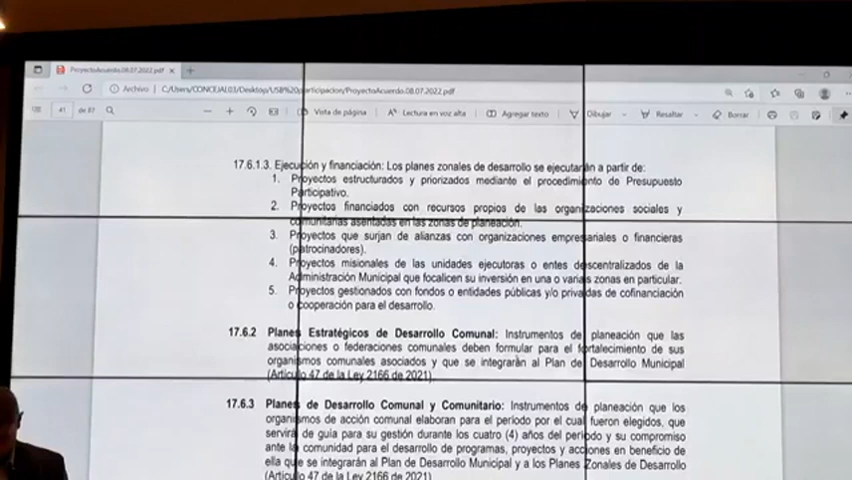 ProyectoAcuerdo.08.07.2022.pdf
Archivo | C:/Users/CONCEJAL03/Desktop/USB%20participacion/ProyectoAcuerdo.08.07.2022.pdf
41 de 87 Vista de página Lectura en voz alta Agregar texto Dibujar Resaltar Borrar
17.6.1.3. Ejecución y financiación: Los planes zonales de desarrollo se ejecutarán a partir de:
1. Proyectos estructurados y priorizados mediante el procedimiento de Presupuesto
Participativo.
2. Proyectos financiados con recursos propios de las organizaciones sociales y
comunitarias asentadas en las zonas de planeación.
3. Proyectos que surjan de alianzas con organizaciones empresariales o financieras
(patrocinadores).
4. Proyectos misionales de las unidades ejecutoras o entes descentralizados de la
Administración Municipal que focalicen su inversión en una o varias zonas en particular.
5. Proyectos gestionados con fondos o entidades públicas y/o privadas de cofinanciación
o cooperación para el desarrollo.
17.6.2 Planes Estratégicos de Desarrollo Comunal: Instrumentos de planeación que las
asociaciones o federaciones comunales deben formular para el fortalecimiento de sus
organismos comunales asociados y que se integrarán al Plan de Desarrollo Municipal
(Artículo 47 de la Ley 2166 de 2021).
17.6.3 Planes de Desarrollo Comunal y Comunitario: Instrumentos de planeación que los
organismos de acción comunal elaboran para el período por el cual fueron elegidos, que
servirá de guía para su gestión durante los cuatro (4) años del período y su compromiso
ante la comunidad para el desarrollo de programas, proyectos y acciones en beneficio de
ella que se integrarán al Plan de Desarrollo Municipal y a los Planes Zonales de Desarrollo
(Artículo 47 de la Ley 2166 de 2021)